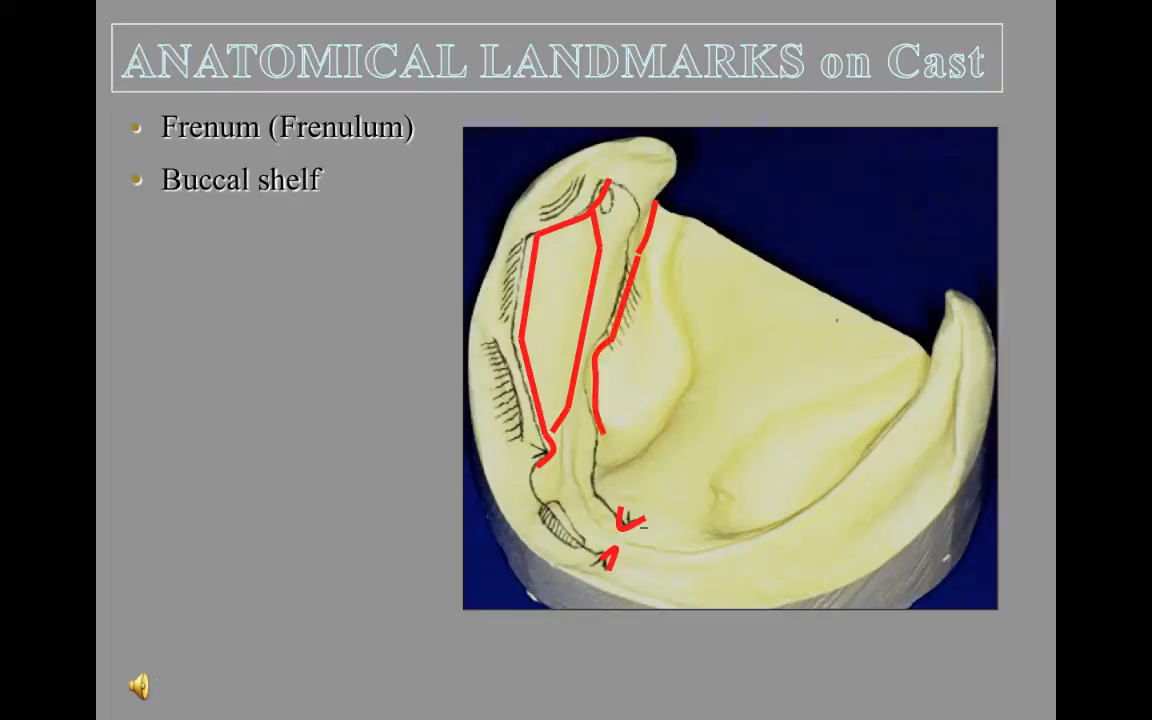 ANATOMICAL LANDMARKS on Cast
• Frenum (Frenulum)
• Buccal shelf